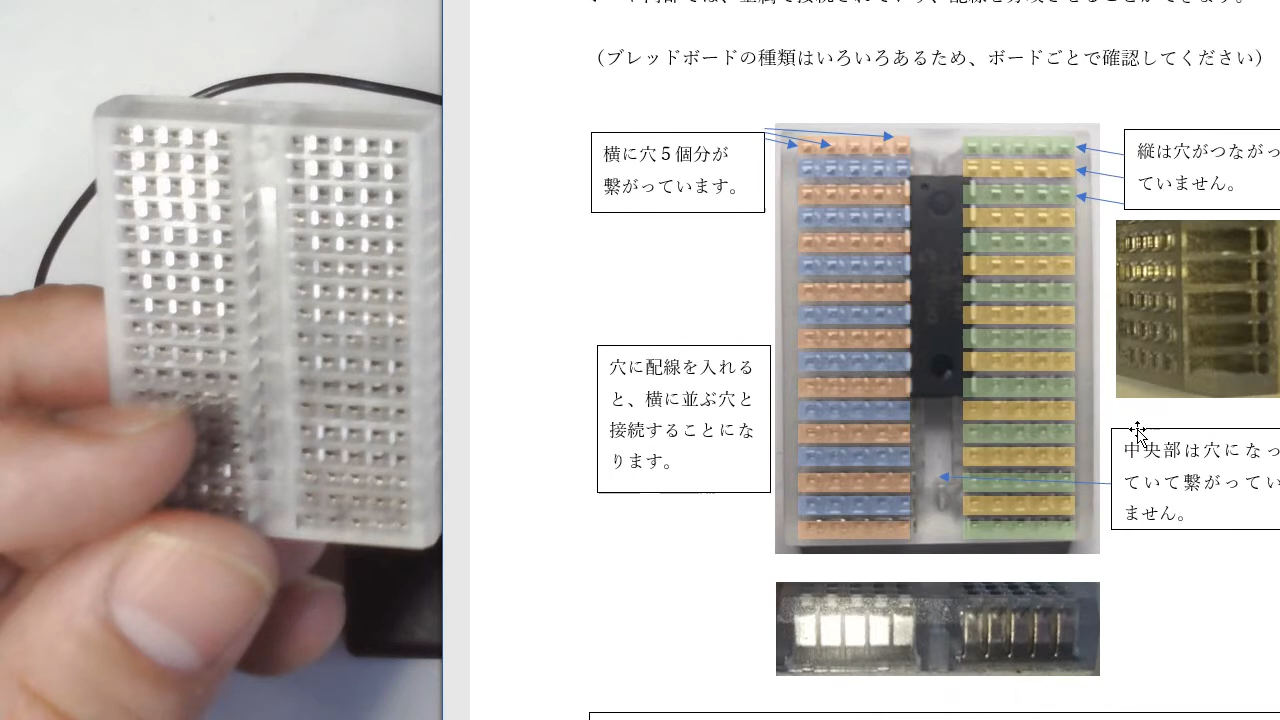 （ブレッドボードの種類はいろいろあるため、ボードごとで確認してください）
横に穴５個分が
繋がっています。
縦は穴がつながっ
ていません。
穴に配線を入れる
と、横に並ぶ穴と
接続することにな
ります。
中央部は穴になっ
ていて繋がってい
ません。